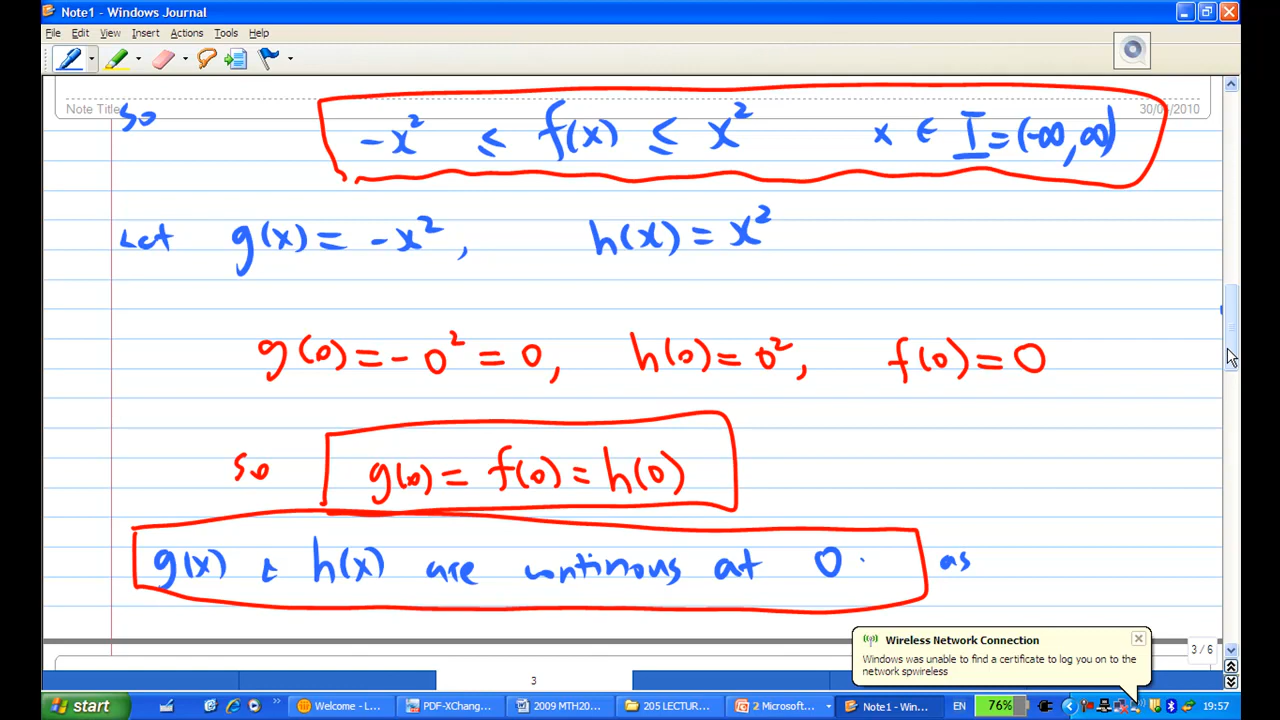 Note1 - Windows Journal
File Edit View Insert Actions Tools Help
Note Title
30/04/2010
so -x² ≤ f(x) ≤ x² x ∈ I=(-∞,∞)
Let g(x) = -x², h(x) = x²
g(0) = -0² = 0, h(0) = 0², f(0) = 0
so g(0) = f(0) = h(0)
g(x) & h(x) are continous at 0. as
Wireless Network Connection
Windows was unable to find a certificate to log you on to the
network spwireless
3 / 6
3
start
Welcome - L...
PDF-XChang...
2009 MTH20...
205 LECTUR...
2 Microsoft...
Note1 - Win...
EN
76%
19:57